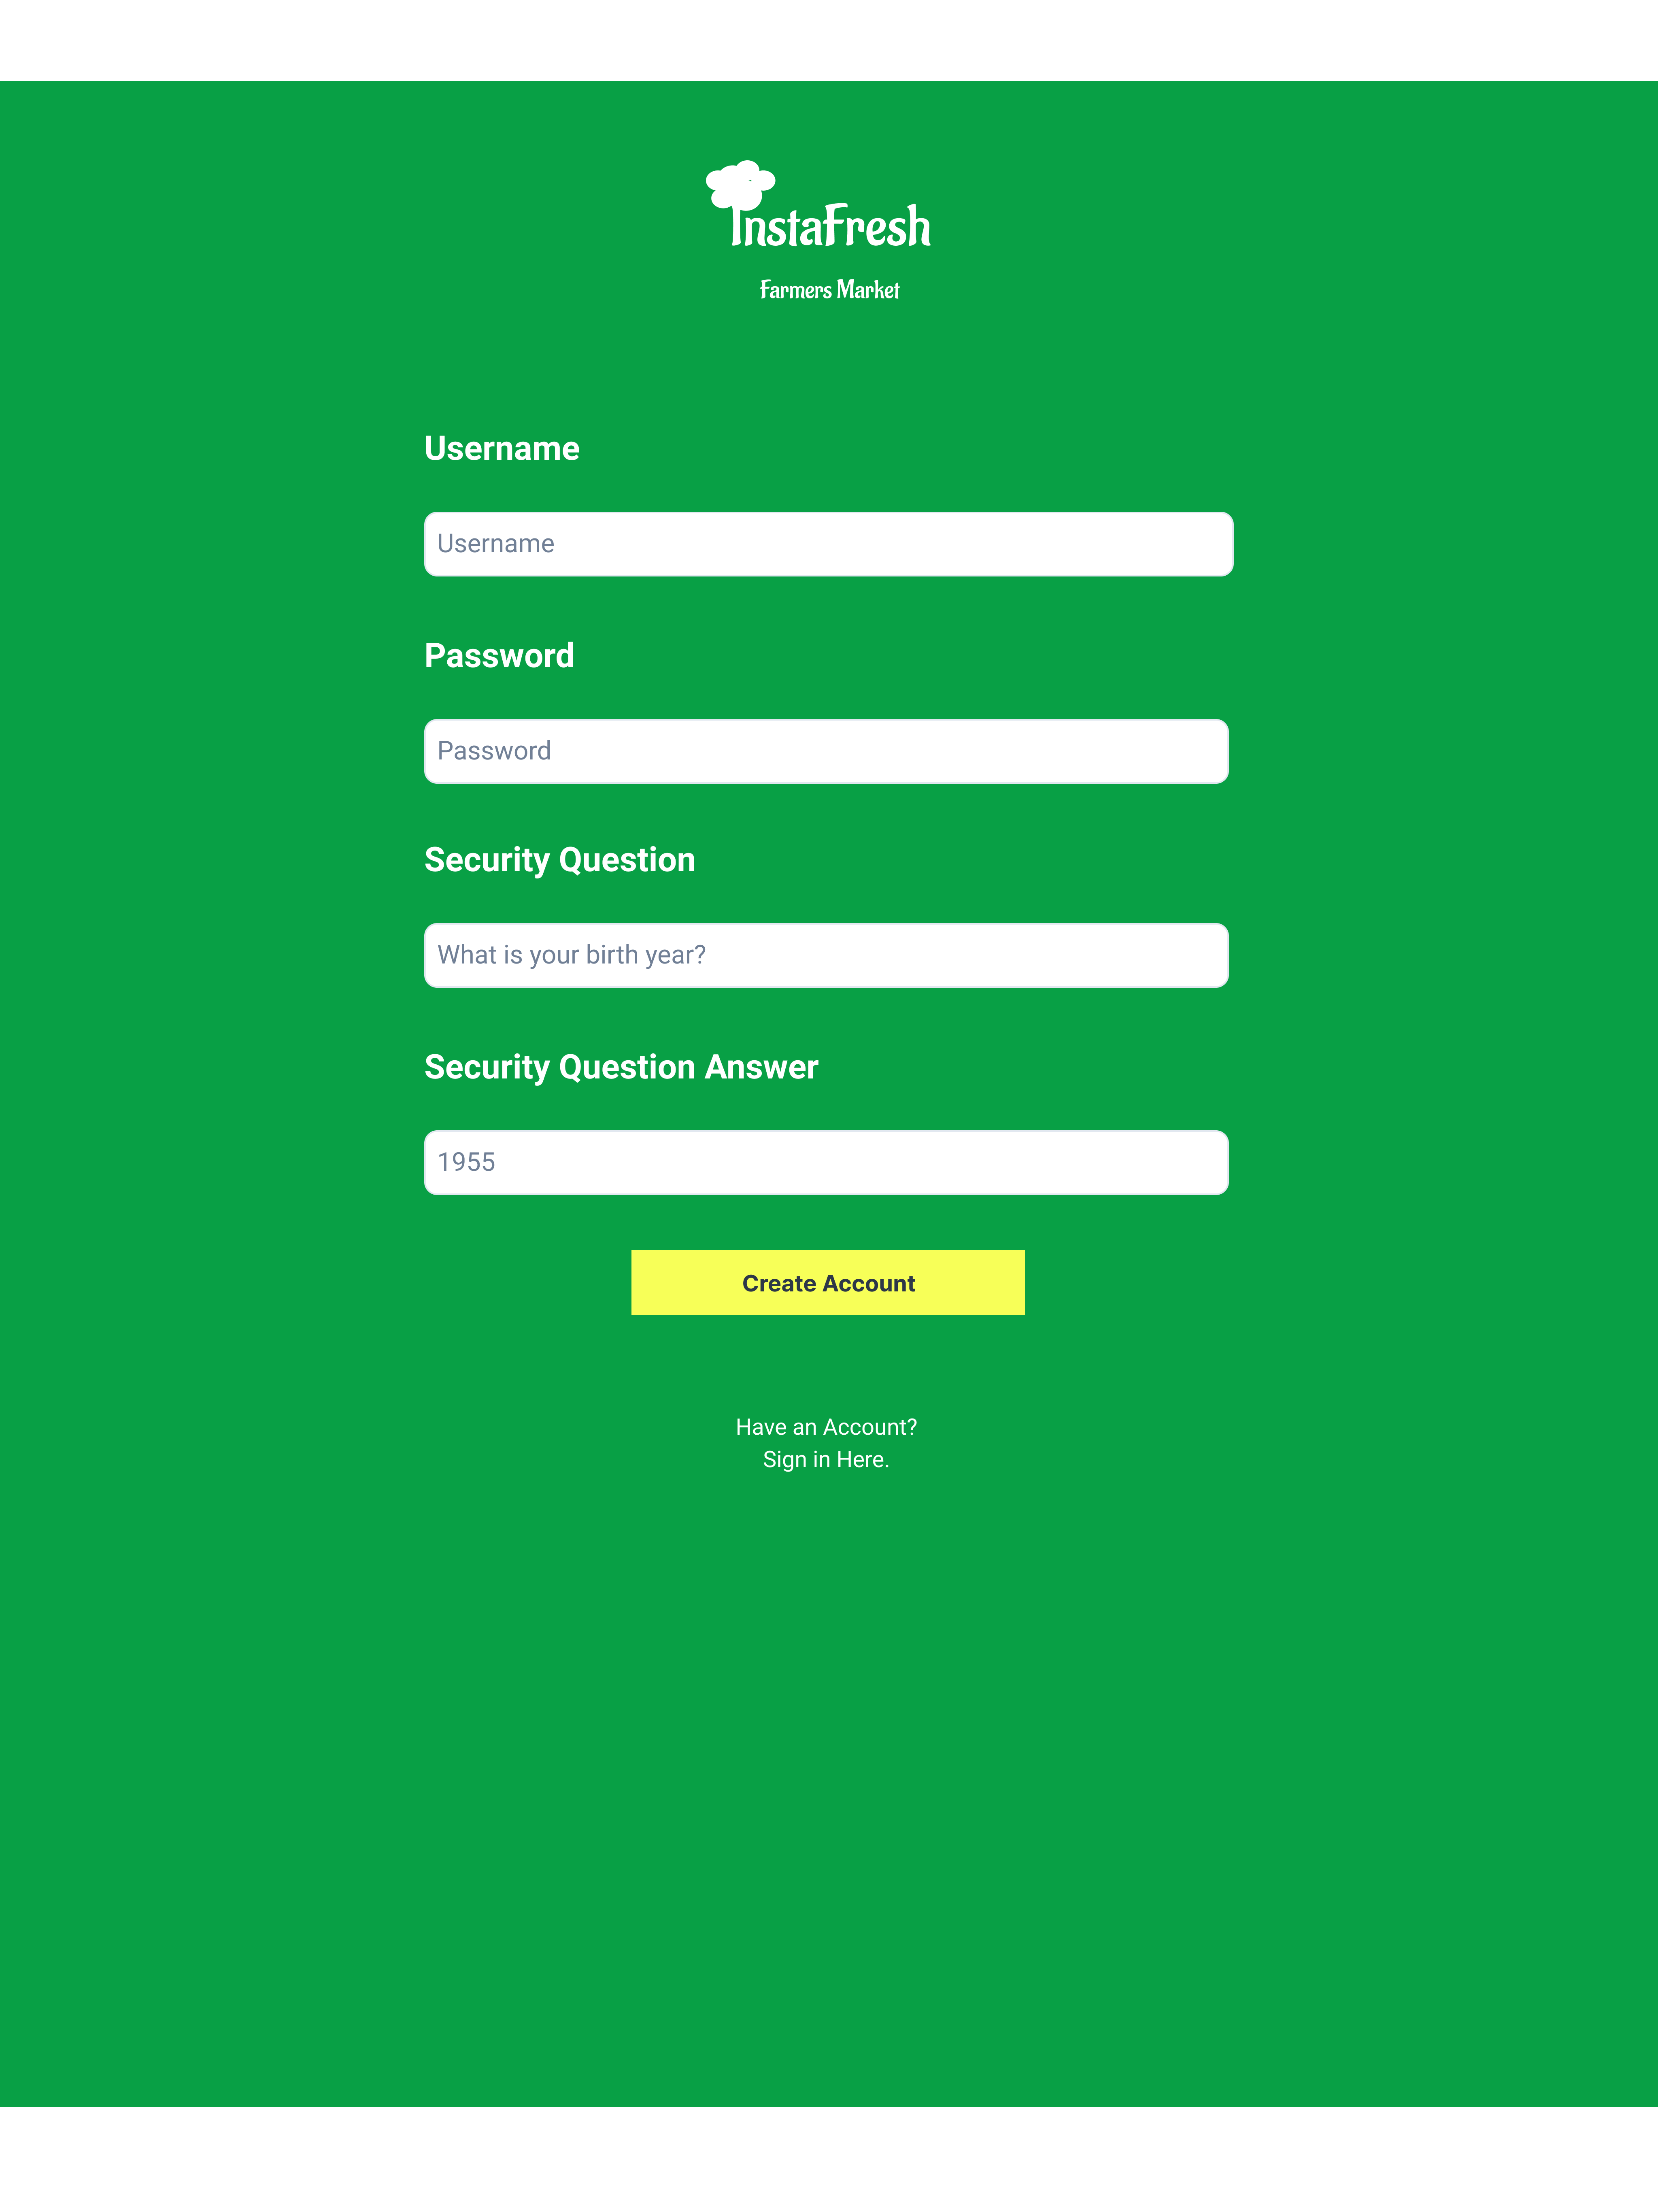 InstaFresh
Farmers Market
Username
Username
Password
Password
Security Question
What is your birth year?
Security Question Answer
1955
Create Account
Have an Account?
Sign in Here.